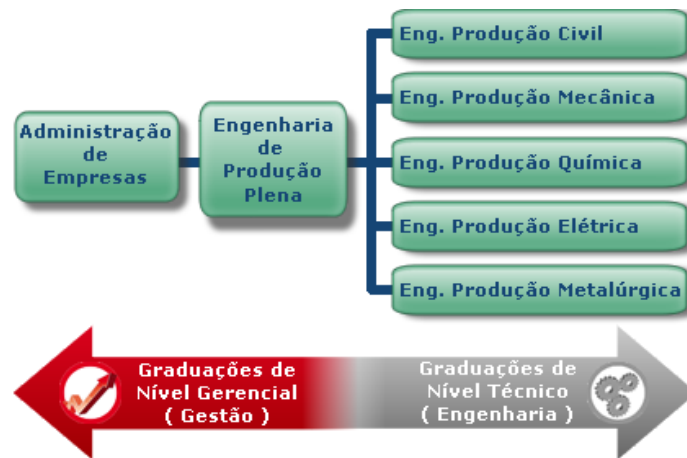 Administração
de
Empresas
Engenharia
de
Produção
Plena
Eng. Produção Civil
Eng. Produção Mecânica
Eng. Produção Química
Eng. Produção Elétrica
Eng. Produção Metalúrgica
Graduações de
Nível Gerencial
( Gestão )
Graduações de
Nível Técnico
( Engenharia )